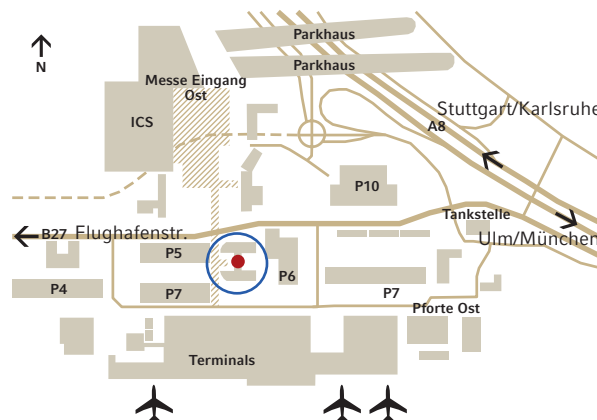 Parkhaus
Parkhaus
N
Messe Eingang
Ost
Stuttgart/Karlsruhe
ICS
A8
P10
Tankstelle
B27 Flughafenstr.
Ulm/München
P5
P6
P4
P7
P7
Pforte Ost
Terminals